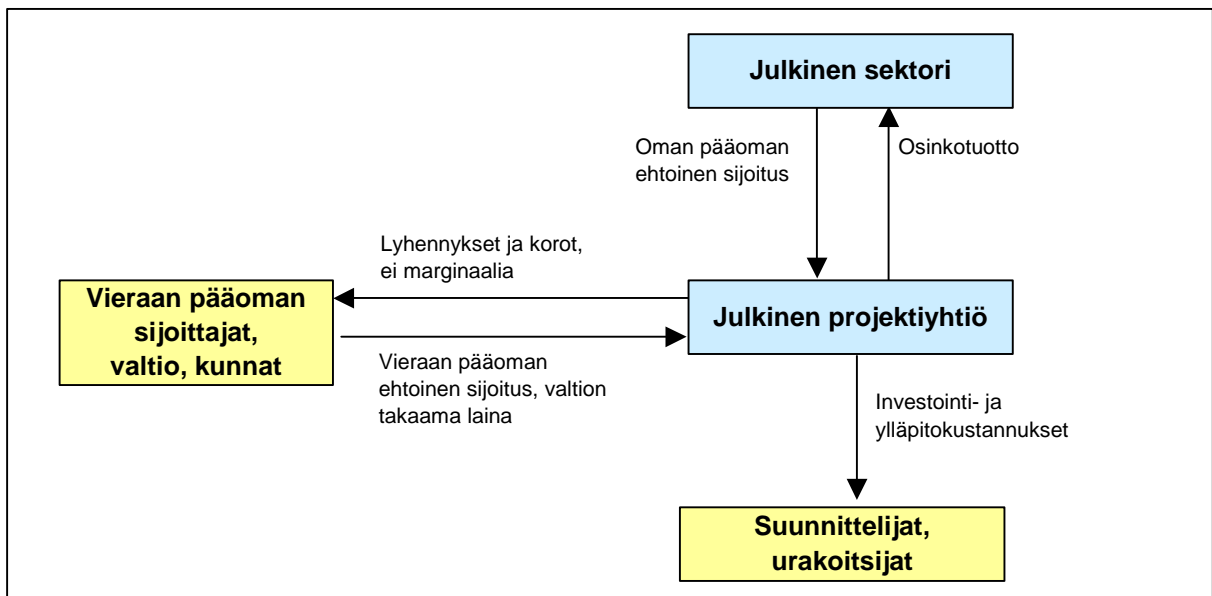 Julkinen sektori
Oman pääoman
ehtoinen sijoitus
Osinkotuotto
Lyhennykset ja korot,
ei marginaalia
Vieraan pääoman
sijoittajat,
valtio, kunnat
Julkinen projektiyhtiö
Vieraan pääoman
ehtoinen sijoitus, valtion
takaama laina
Investointi- ja
ylläpitokustannukset
Suunnittelijat,
urakoitsijat